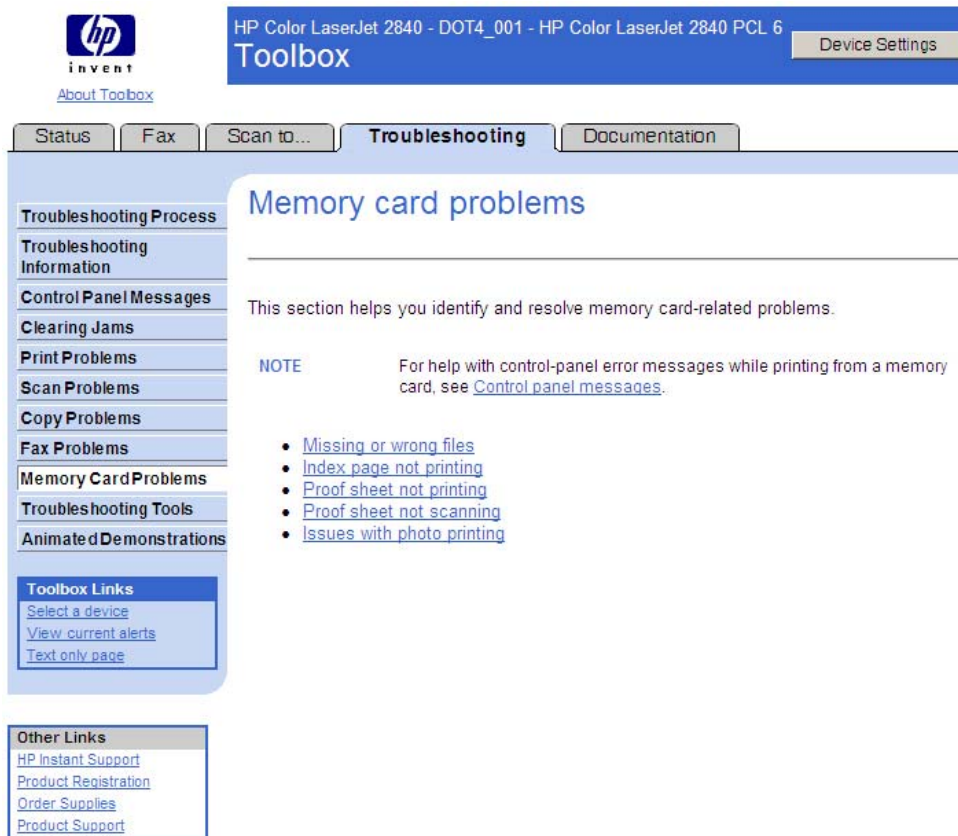 hp
invent
About Toolbox
HP Color LaserJet 2840 - DOT4_001 - HP Color LaserJet 2840 PCL 6
Toolbox
Device Settings
Status
Fax
Scan to...
Troubleshooting
Documentation
Troubleshooting Process
Troubleshooting
Information
Control Panel Messages
Clearing Jams
Print Problems
Scan Problems
Copy Problems
Fax Problems
Memory Card Problems
Troubleshooting Tools
Animated Demonstrations
Toolbox Links
Select a device
View current alerts
Text only page
Other Links
HP Instant Support
Product Registration
Order Supplies
Product Support
Memory card problems
This section helps you identify and resolve memory card-related problems.
NOTE
For help with control-panel error messages while printing from a memory
card, see Control panel messages.
• Missing or wrong files
• Index page not printing
• Proof sheet not printing
• Proof sheet not scanning
• Issues with photo printing